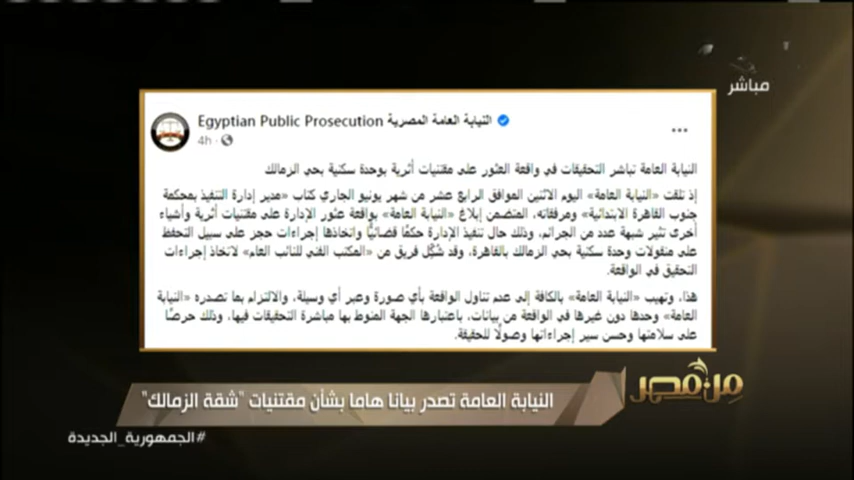 مباشر
Egyptian Public Prosecution النيابة العامة المصرية
4h
النيابة العامة تباشر التحقيقات في واقعة العثور على مقتنيات أثرية بوحدة سكنية بحي الزمالك
إذ تلقت «النيابة العامة» اليوم الاثنين الموافق الرابع عشر من شهر يونيو الجاري كتاب «مدير إدارة التنفيذ بمحكمة
جنوب القاهرة الابتدائية» ومرفقاته، المتضمن إبلاغ «النيابة العامة» بواقعة عثور الإدارة على مقتنيات أثرية وأشياء
أخرى تثير شبهة عدد من الجرائم، وذلك حال تنفيذ الإدارة حكمًا قضائيًّا واتخاذها إجراءات حجز على سبيل التحفظ
على منقولات وحدة سكنية بحي الزمالك بالقاهرة، وقد شُكِّل فريق من «المكتب الفني للنائب العام» لاتخاذ إجراءات
التحقيق في الواقعة.
هذا، وتهيب «النيابة العامة» بالكافة إلى عدم تناول الواقعة بأي صورة وعبر أي وسيلة، والالتزام بما تصدره «النيابة
العامة» وحدها دون غيرها في الواقعة من بيانات، باعتبارها الجهة المنوط بها مباشرة التحقيقات فيها، وذلك حرصًا
على سلامتها وحسن سير إجراءاتها وصولًا للحقيقة.
من مصر
النيابة العامة تصدر بيانا هاما بشأن مقتنيات "شقة الزمالك"
#الجمهورية_الجديدة